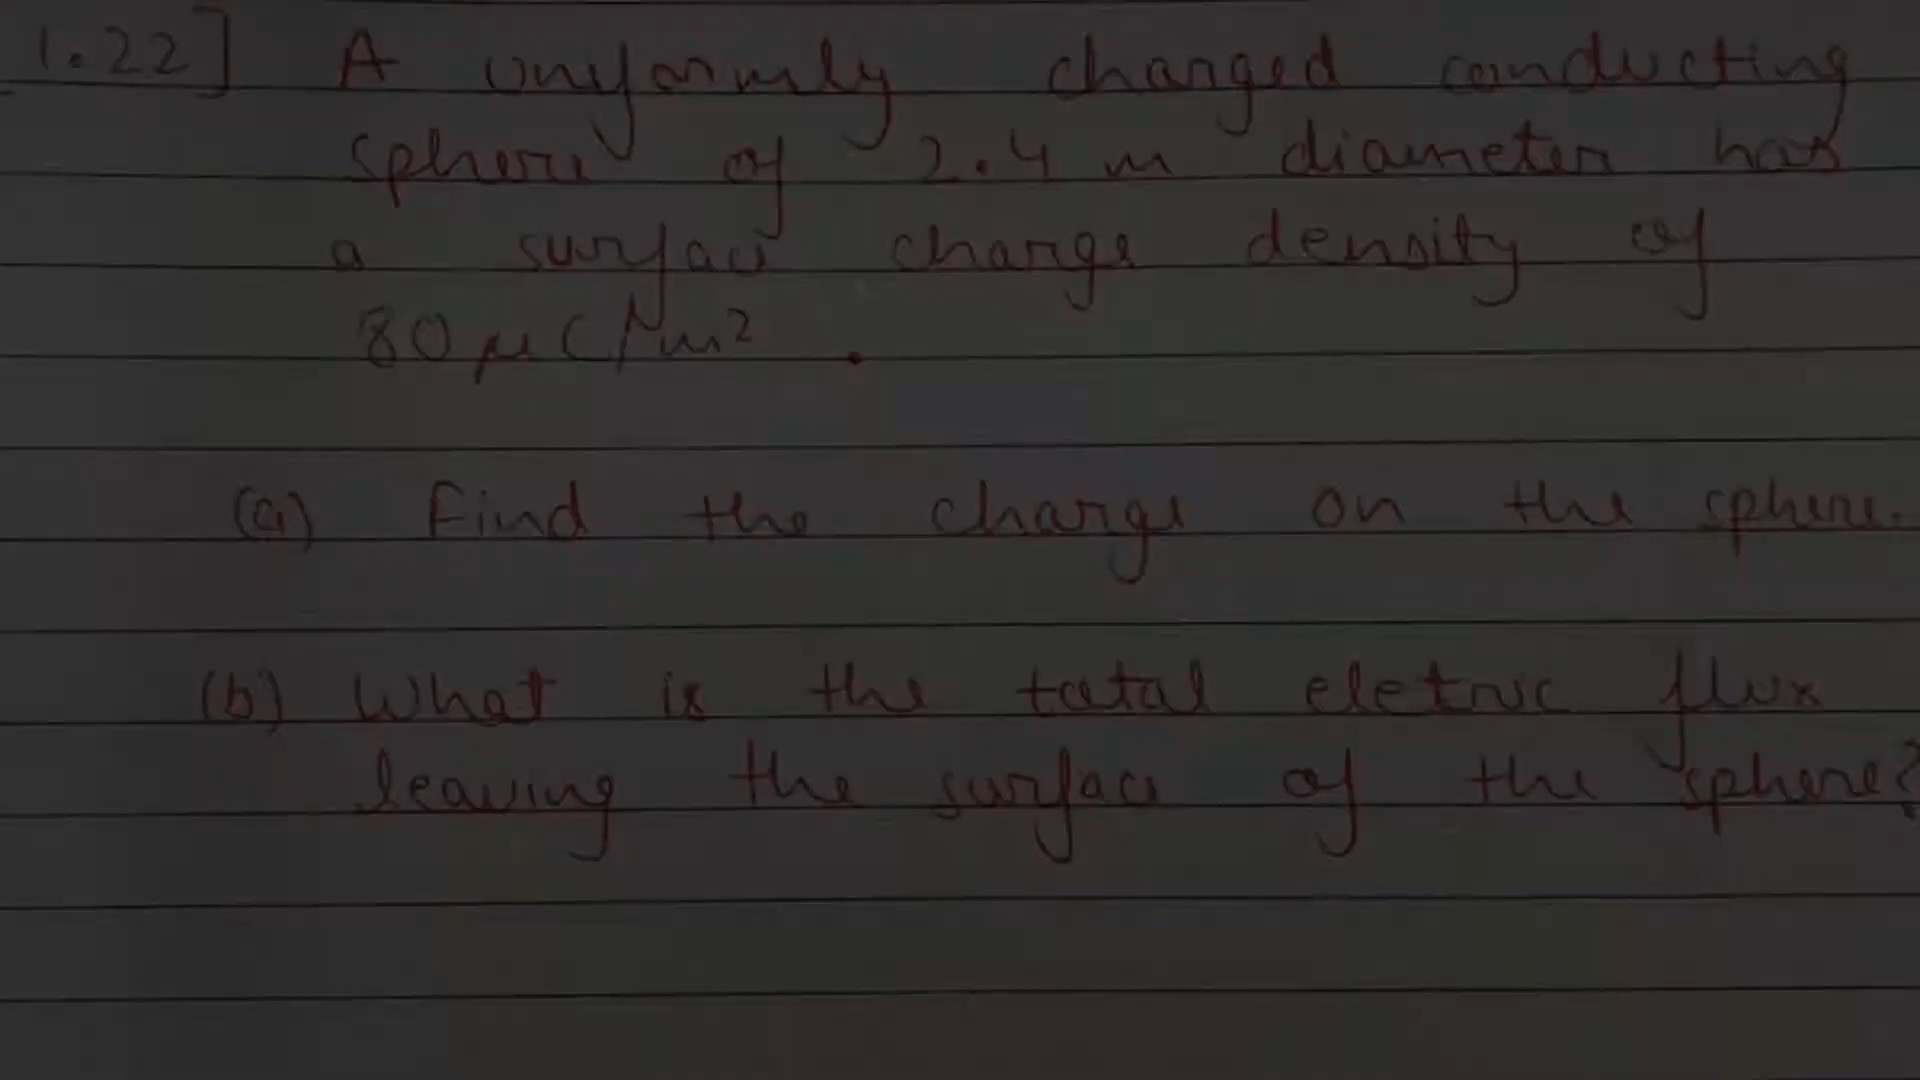 1.22] A uniformly charged conducting
sphere of 2.4 m diameter has
a surface charge density of
80 μC/m² .
(a) Find the charge on the sphere.
(b) What is the total eletric flux
leaving the surface of the sphere?